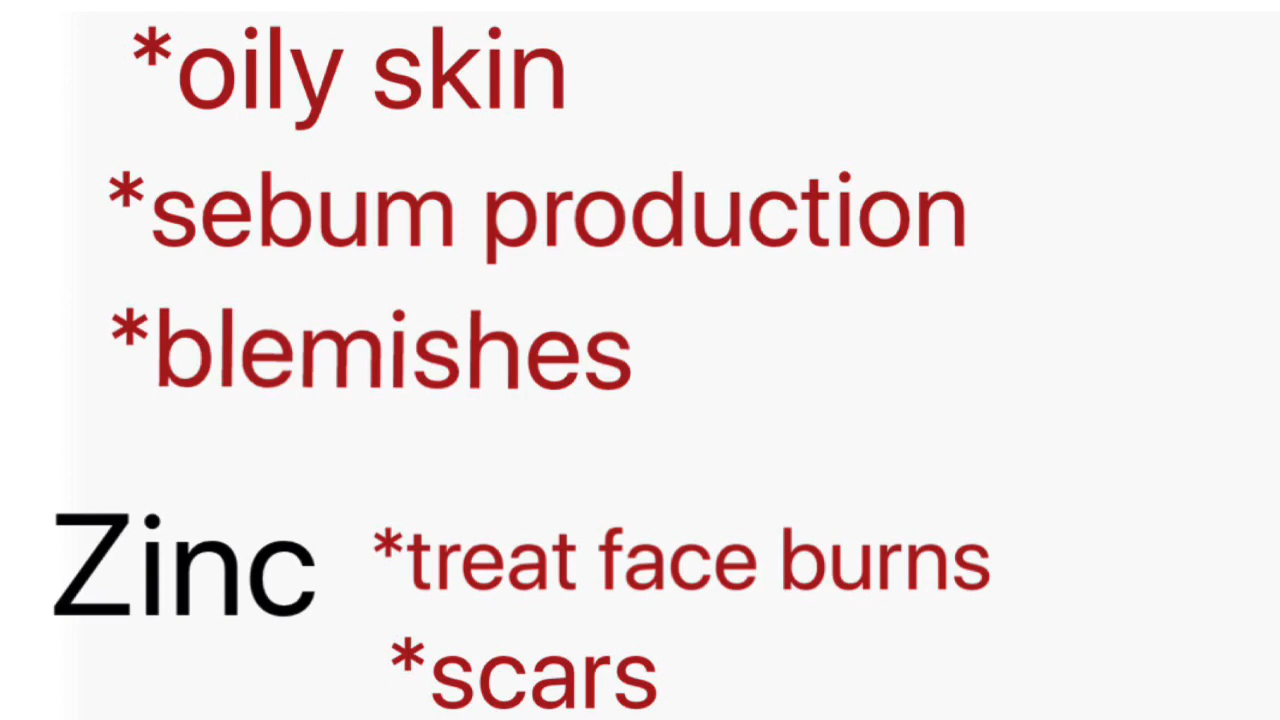 *oily skin
*sebum production
*blemishes
Zinc *treat face burns
*scars